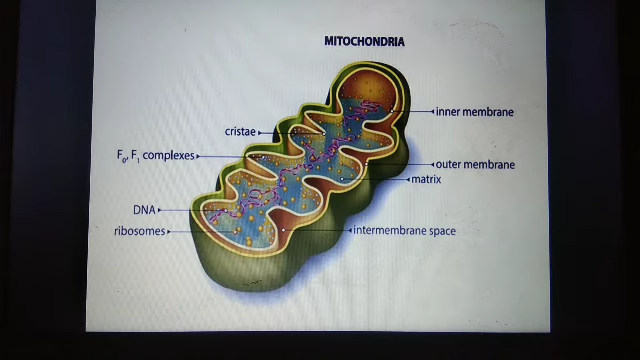 MITOCHONDRIA
inner membrane
cristae
F₀, F₁ complexes
outer membrane
matrix
DNA
ribosomes
intermembrane space